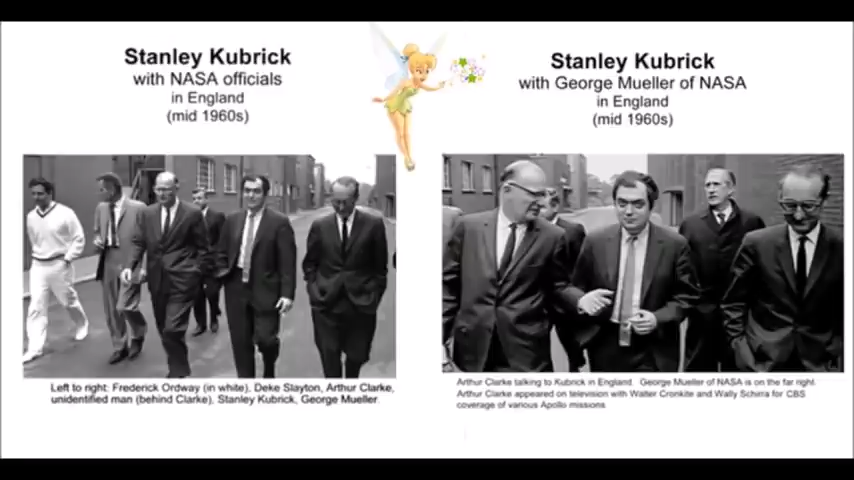 Stanley Kubrick
with NASA officials
in England
(mid 1960s)
Left to right: Frederick Ordway (in white), Deke Slayton, Arthur Clarke,
unidentified man (behind Clarke), Stanley Kubrick, George Mueller.
Stanley Kubrick
with George Mueller of NASA
in England
(mid 1960s)
Arthur Clarke talking to Kubrick in England. George Mueller of NASA is on the far right.
Arthur Clarke appeared on television with Walter Cronkite and Wally Schirra for CBS
coverage of various Apollo missions